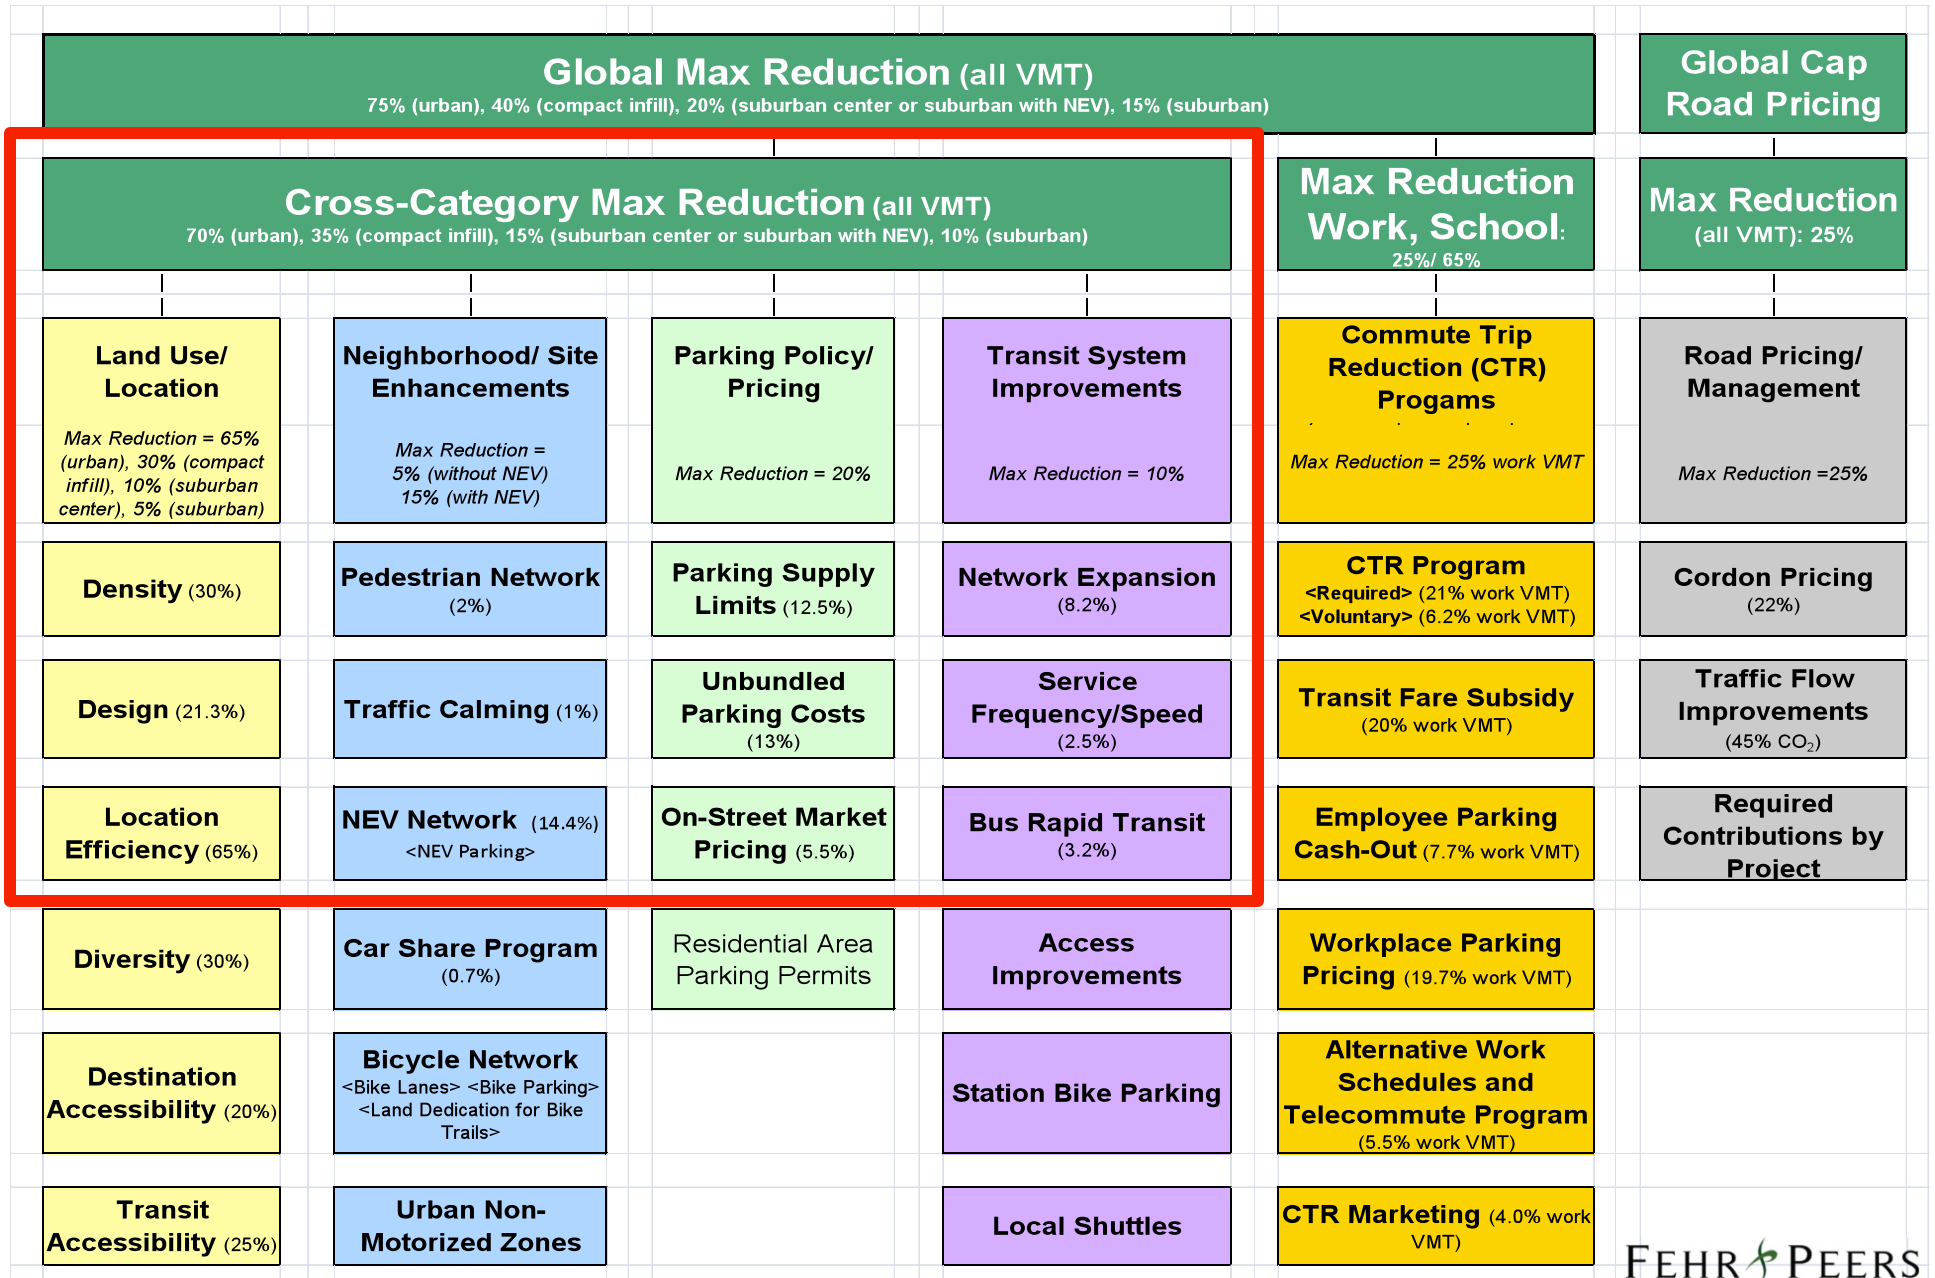 Global Max Reduction (all VMT)
75% (urban), 40% (compact infill), 20% (suburban center or suburban with NEV), 15% (suburban)
Global Cap
Road Pricing
Cross-Category Max Reduction (all VMT)
70% (urban), 35% (compact infill), 15% (suburban center or suburban with NEV), 10% (suburban)
Max Reduction
Work, School:
25%/ 65%
Max Reduction
(all VMT): 25%
Land Use/
Location
Max Reduction = 65%
(urban), 30% (compact
infill), 10% (suburban
center), 5% (suburban)
Neighborhood/ Site
Enhancements
Max Reduction =
5% (without NEV)
15% (with NEV)
Parking Policy/
Pricing
Max Reduction = 20%
Transit System
Improvements
Max Reduction = 10%
Commute Trip
Reduction (CTR)
Progams
Max Reduction = 25% work VMT
Road Pricing/
Management
Max Reduction =25%
Density (30%)
Pedestrian Network
(2%)
Parking Supply
Limits (12.5%)
Network Expansion
(8.2%)
CTR Program
<Required> (21% work VMT)
<Voluntary> (6.2% work VMT)
Cordon Pricing
(22%)
Design (21.3%)
Traffic Calming (1%)
Unbundled
Parking Costs
(13%)
Service
Frequency/Speed
(2.5%)
Transit Fare Subsidy
(20% work VMT)
Traffic Flow
Improvements
(45% CO₂)
Location
Efficiency (65%)
NEV Network (14.4%)
<NEV Parking>
On-Street Market
Pricing (5.5%)
Bus Rapid Transit
(3.2%)
Employee Parking
Cash-Out (7.7% work VMT)
Required
Contributions by
Project
Diversity (30%)
Car Share Program
(0.7%)
Residential Area
Parking Permits
Access
Improvements
Workplace Parking
Pricing (19.7% work VMT)
Destination
Accessibility (20%)
Bicycle Network
<Bike Lanes> <Bike Parking>
<Land Dedication for Bike
Trails>
Station Bike Parking
Alternative Work
Schedules and
Telecommute Program
(5.5% work VMT)
Transit
Accessibility (25%)
Urban Non-
Motorized Zones
Local Shuttles
CTR Marketing (4.0% work
VMT)
FEHR PEERS